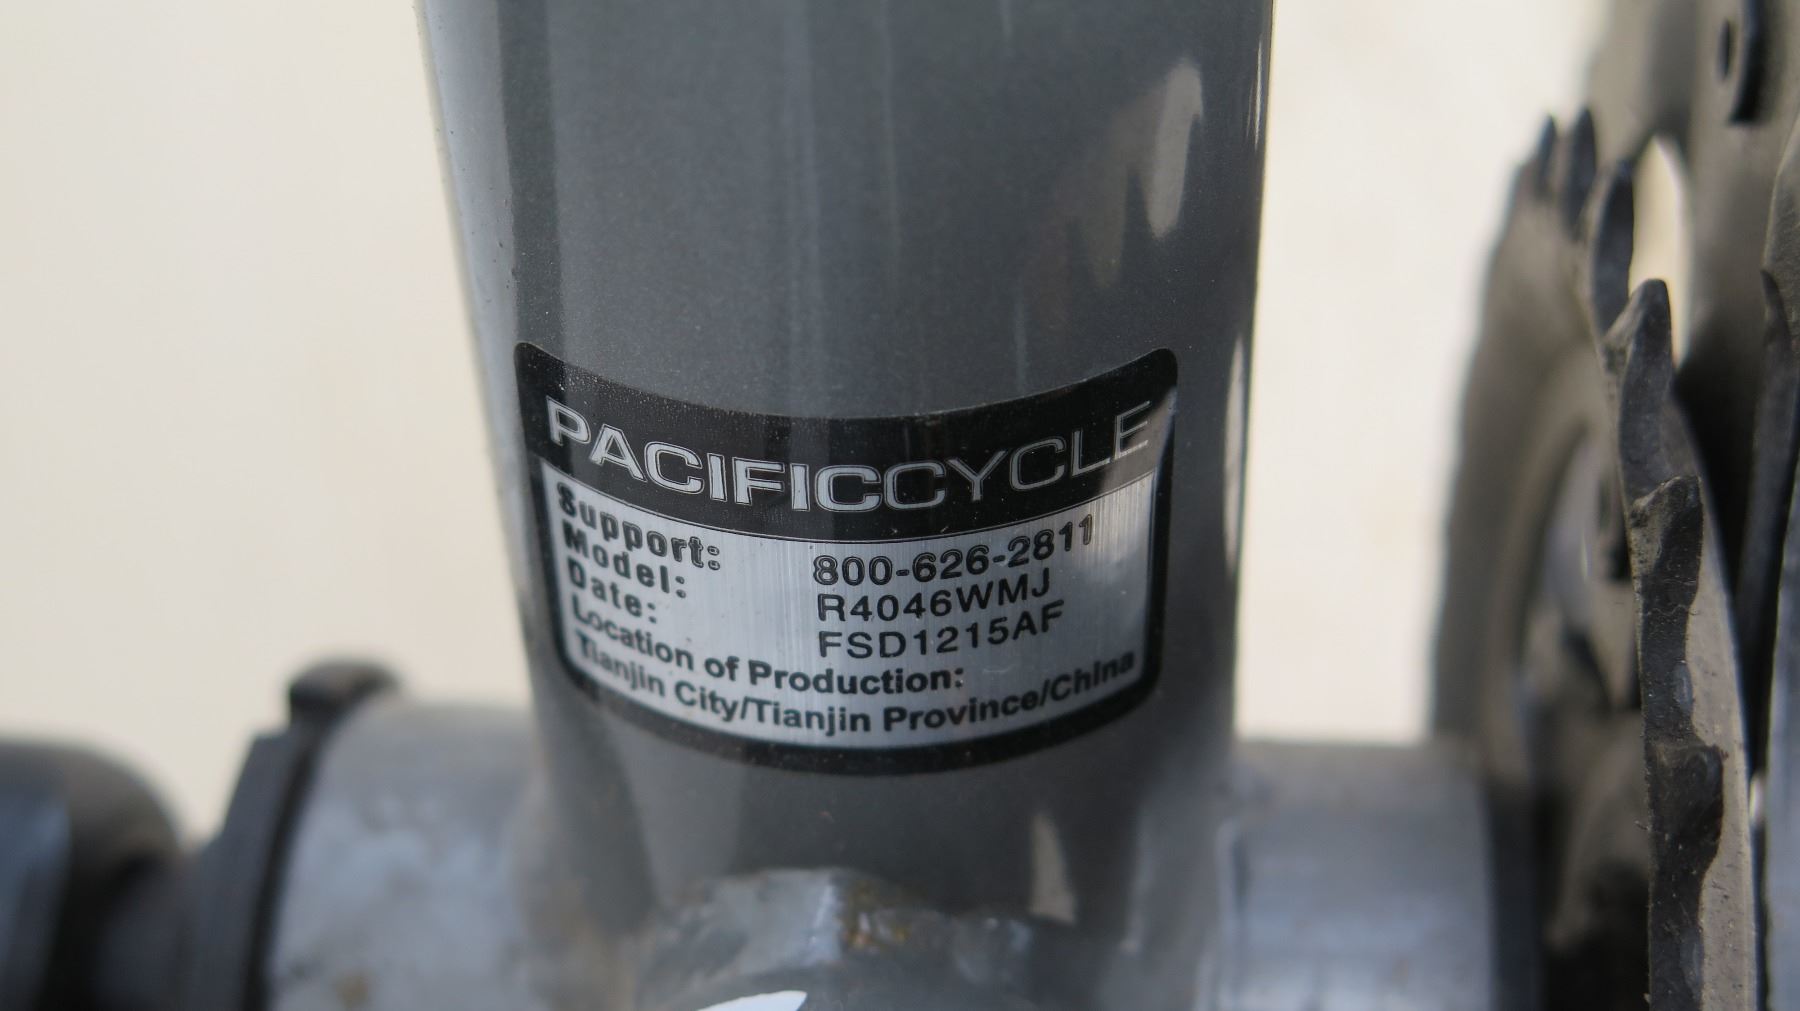 PACIFICCYCLE
Support: 800-626-2811
Model: R4046WMJ
Date: FSD1215AF
Location of Production:
Tianjin City/Tianjin Province/China